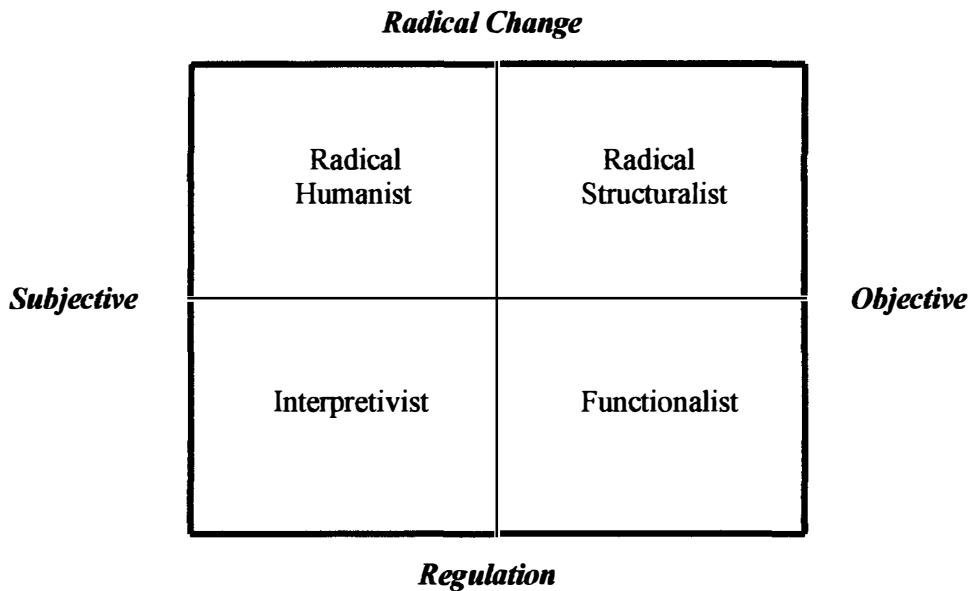 Radical Change
Radical
Humanist
Radical
Structuralist
Subjective
Objective
Interpretivist
Functionalist
Regulation